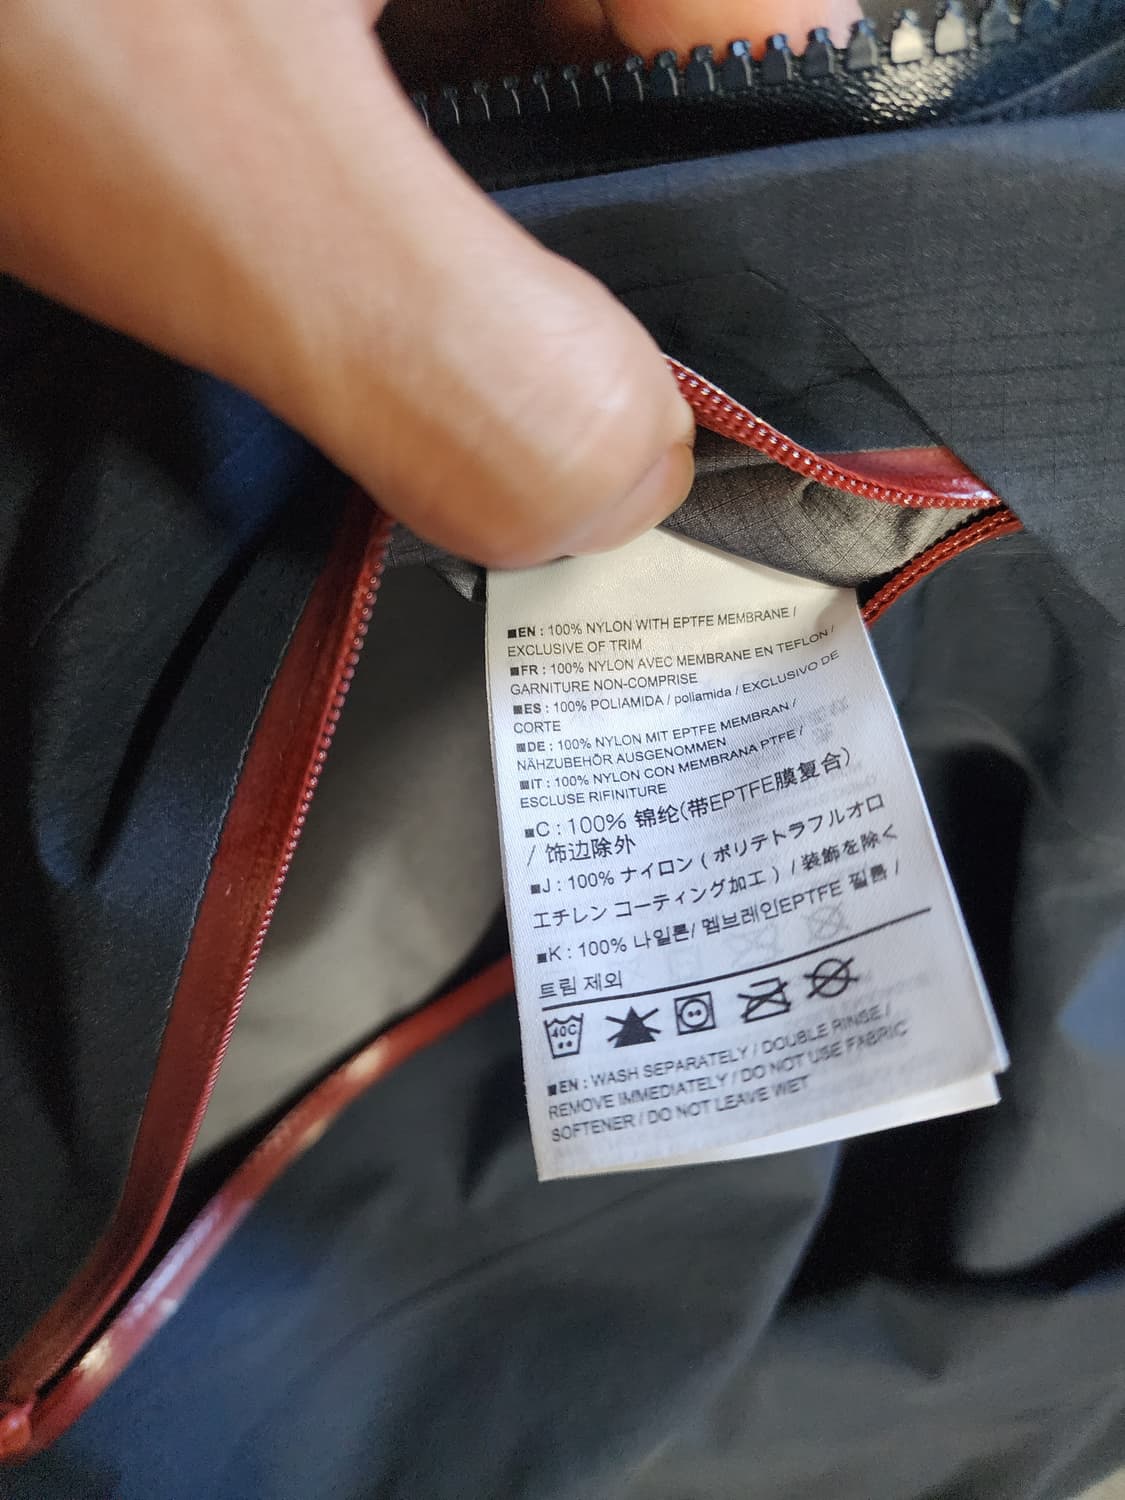 ■EN : 100% NYLON WITH EPTFE MEMBRANE /
EXCLUSIVE OF TRIM
■FR : 100% NYLON AVEC MEMBRANE EN TEFLON /
GARNITURE NON-COMPRISE
■ES : 100% POLIAMIDA / poliamida / EXCLUSIVO DE
CORTE
■DE : 100% NYLON MIT EPTFE MEMBRAN /
NÄHZUBEHÖR AUSGENOMMEN
■IT : 100% NYLON CON MEMBRANA PTFE /
ESCLUSE RIFINITURE
■C : 100% 锦纶(带EPTFE膜复合)
/ 饰边除外
■J : 100% ナイロン ( ポリテトラフルオロ
エチレン コーティング加工 ) / 装飾を除く
■K : 100% 나일론/ 멤브레인EPTFE 필름 /
트림 제외
40C
■EN : WASH SEPARATELY / DOUBLE RINSE /
REMOVE IMMEDIATELY / DO NOT USE FABRIC
SOFTENER / DO NOT LEAVE WET